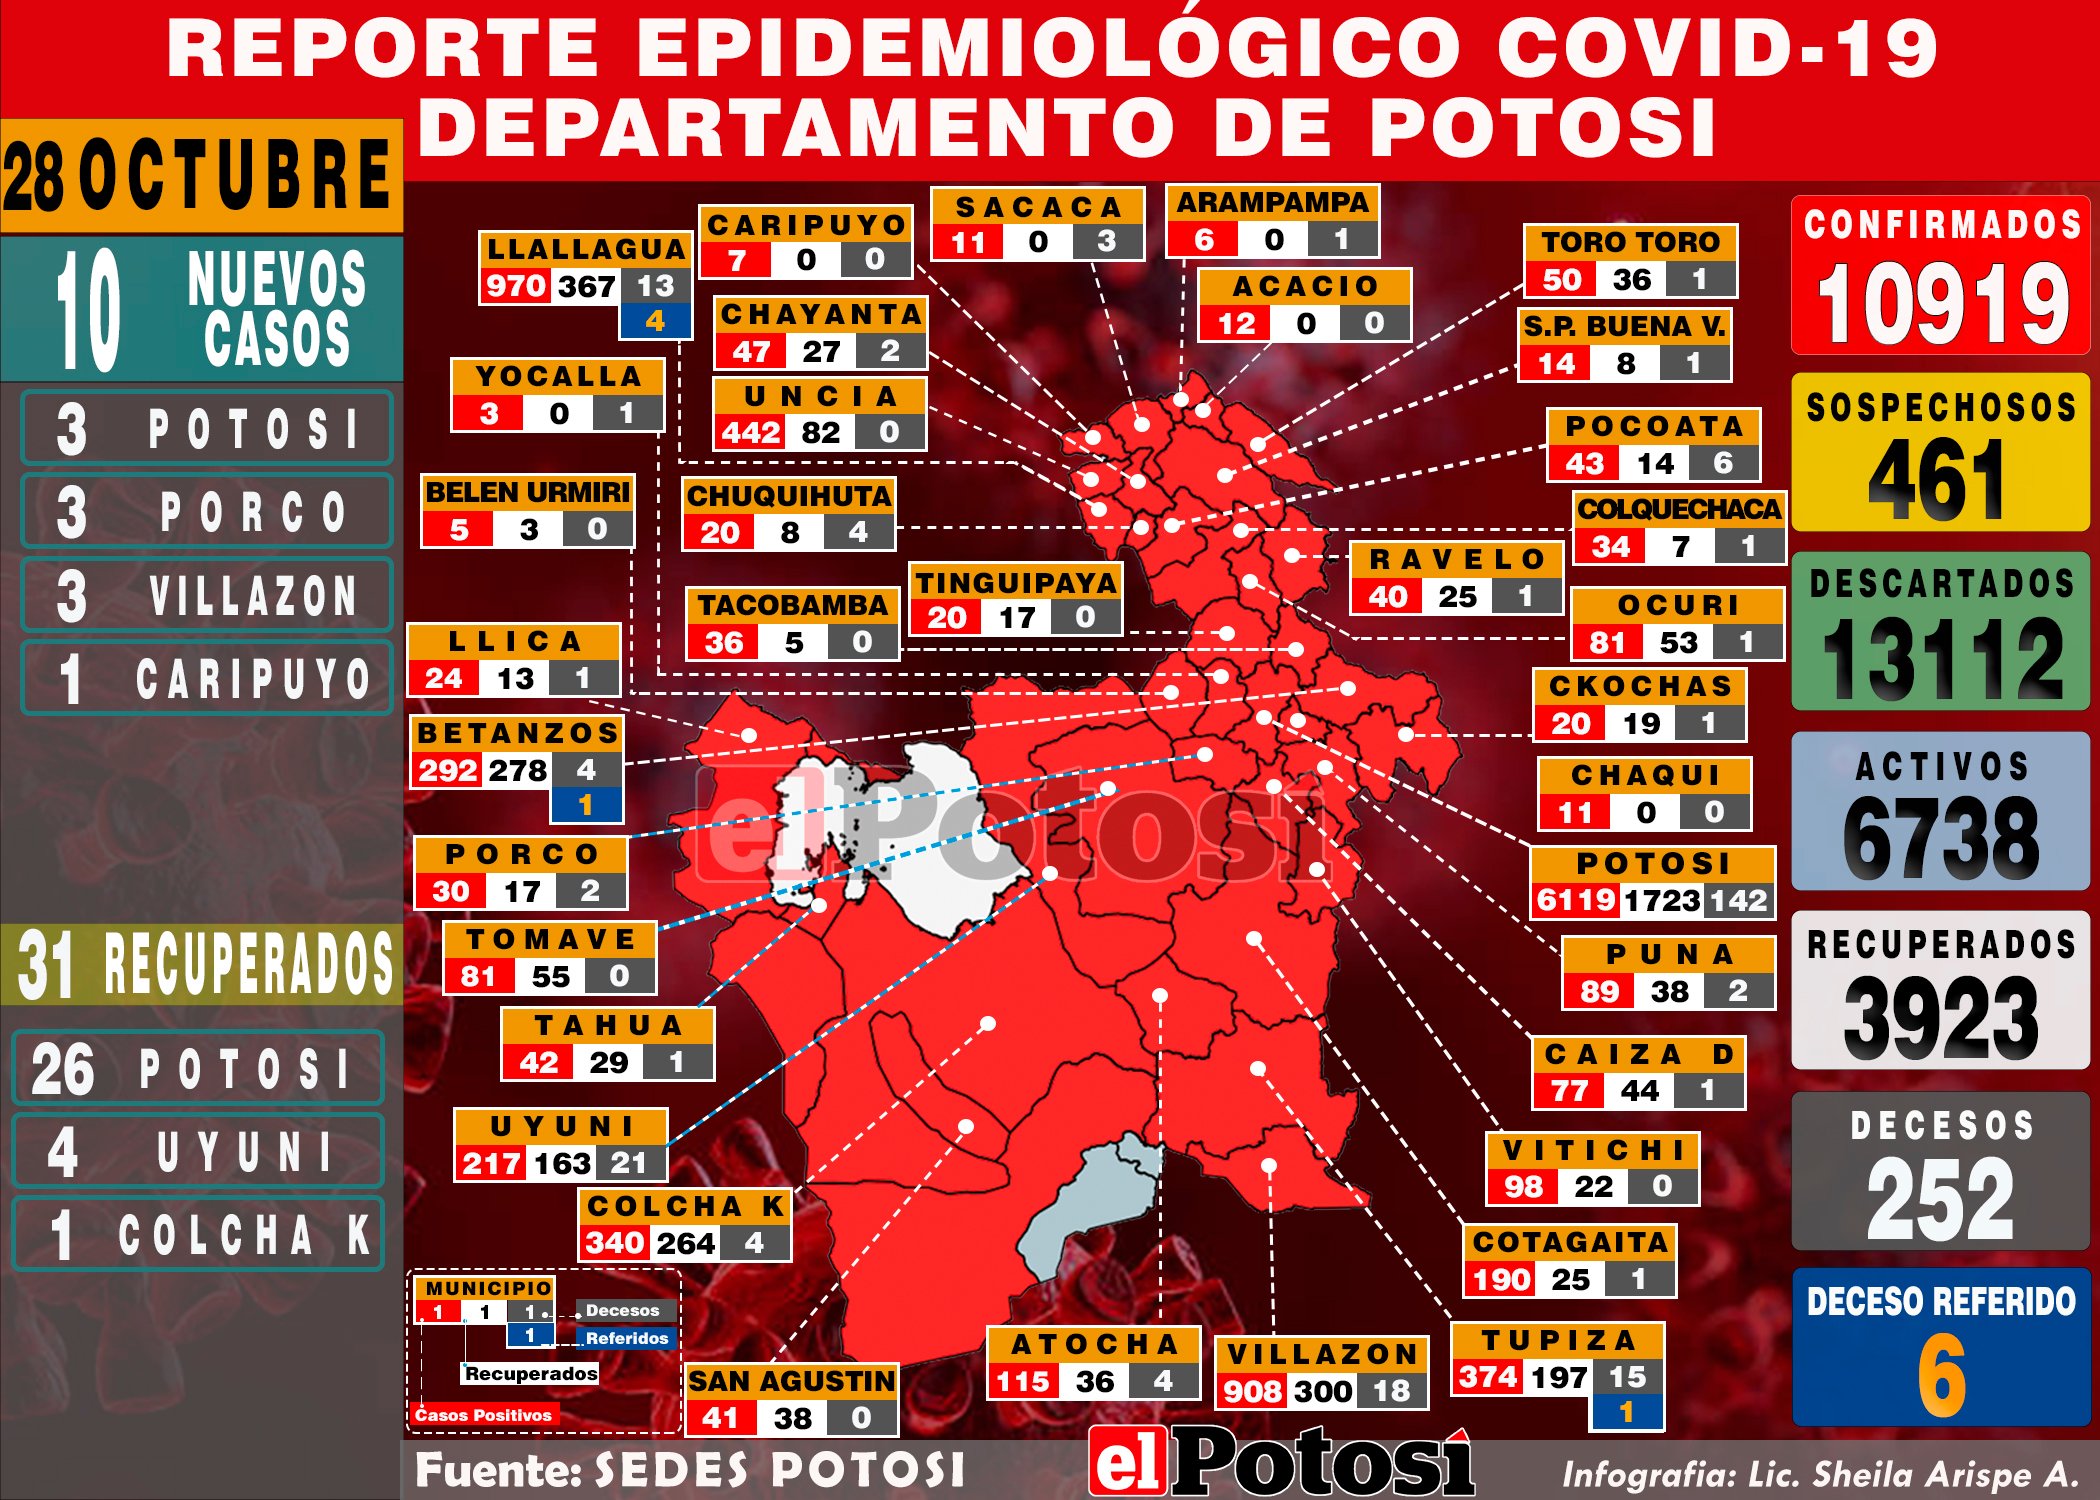 REPORTE EPIDEMIOLÓGICO COVID-19
DEPARTAMENTO DE POTOSI
28 OCTUBRE
10 NUEVOS CASOS
3 POTOSI
3 PORCO
3 VILLAZON
1 CARIPUYO
31 RECUPERADOS
26 POTOSI
4 UYUNI
1 COLCHA K
LLALLAGUA
970 367 13
4
CARIPUYO
7 0 0
SACACA
11 0 3
ARAMPAMPA
6 0 1
ACACIO
12 0 0
TORO TORO
50 36 1
CHAYANTA
47 27 2
S.P. BUENA V.
14 8 1
YOCALLA
3 0 1
UNCIA
442 82 0
POCOATA
43 14 6
BELEN URMIRI
5 3 0
CHUQUIHUTA
20 8 4
COLQUECHACA
34 7 1
RAVELO
40 25 1
TINGUIPAYA
20 17 0
TACOBAMBA
36 5 0
OCURI
81 53 1
LLICA
24 13 1
CKOCHAS
20 19 1
BETANZOS
292 278 4
1
CHAQUI
11 0 0
PORCO
30 17 2
POTOSI
6119 1723 142
TOMAVE
81 55 0
PUNA
89 38 2
TAHUA
42 29 1
CAIZA D
77 44 1
UYUNI
217 163 21
VITICHI
98 22 0
COLCHA K
340 264 4
COTAGAITA
190 25 1
SAN AGUSTIN
41 38 0
ATOCHA
115 36 4
VILLAZON
908 300 18
TUPIZA
374 197 15
1
el Potosí
MUNICIPIO
1 1 1 Decesos
1 Referidos
Recuperados
Casos Positivos
CONFIRMADOS
10919
SOSPECHOSOS
461
DESCARTADOS
13112
ACTIVOS
6738
RECUPERADOS
3923
DECESOS
252
DECESO REFERIDO
6
Fuente: SEDES POTOSI
el Potosí
Infografia: Lic. Sheila Arispe A.